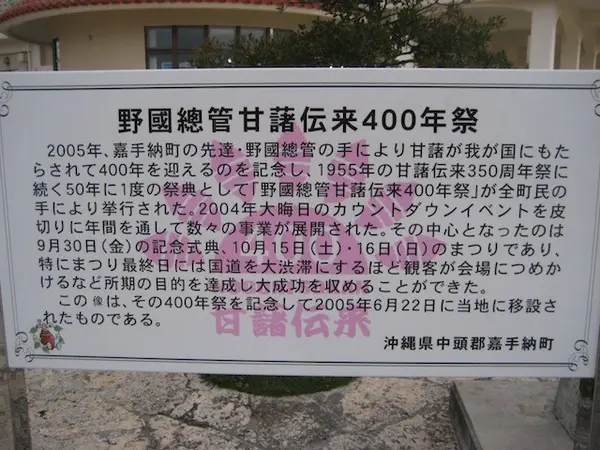 野國總管甘藷伝来400年祭
2005年、嘉手納町の先達・野國總管の手により甘藷が我が国にもた
らされて400年を迎えるのを記念し、1955年の甘藷伝来350周年祭に
続く50年に1度の祭典として「野國總管甘藷伝来400年祭」が全町民の
手により挙行された。2004年大晦日のカウントダウンイベントを皮
切りに年間を通して数々の事業が展開された。その中心となったのは
9月30日(金)の記念式典、10月15日(土)・16日(日)のまつりであり、
特にまつり最終日には国道を大渋滞にするほど観客が会場につめか
けるなど所期の目的を達成し大成功を収めることができた。
この像は、その400年祭を記念して2005年6月22日に当地に移設さ
れたものである。
甘藷伝来
沖縄県中頭郡嘉手納町